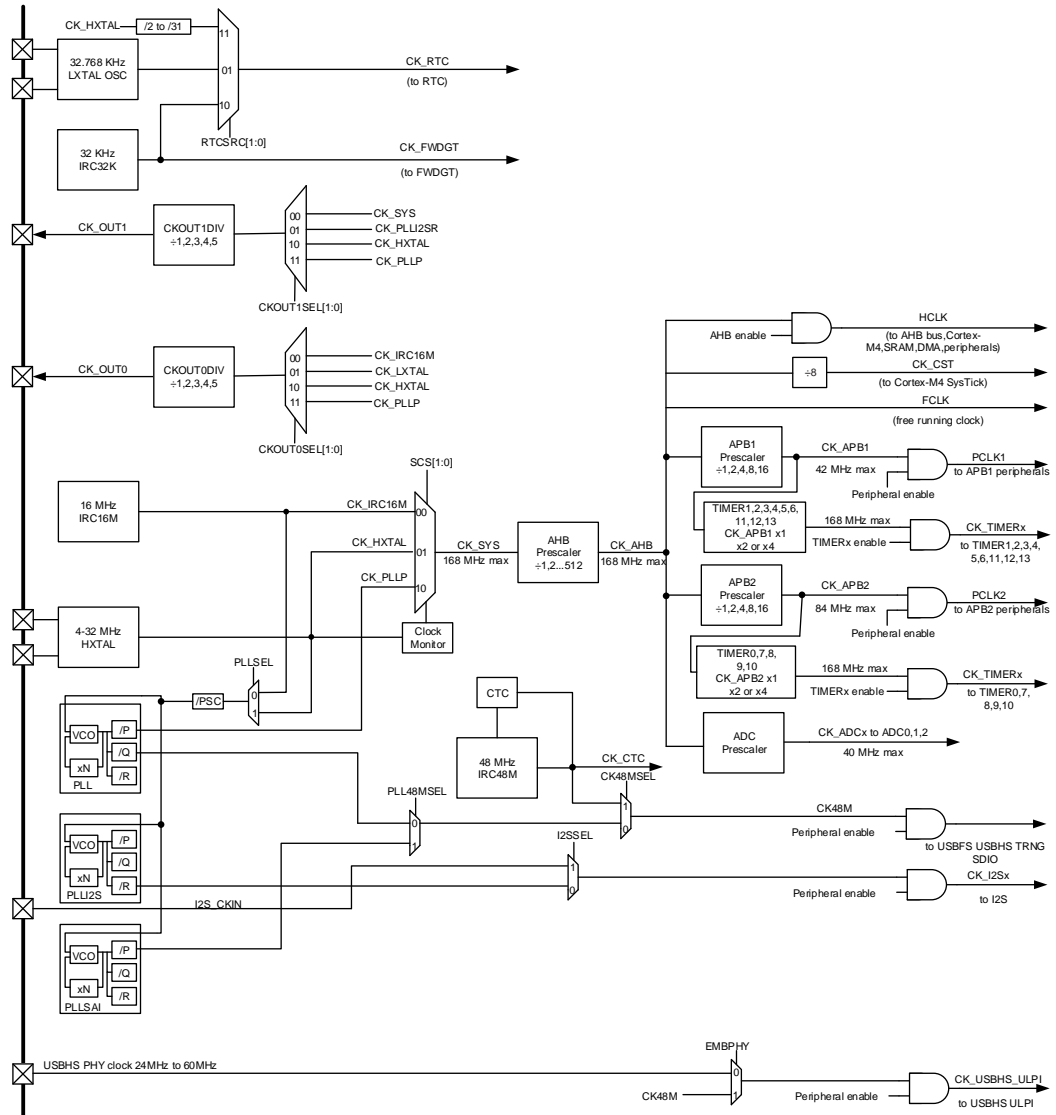 CK_HXTAL
/2 to /31
11
32.768 KHz
LXTAL OSC
01
CK_RTC
(to RTC)
10
RTCSRC[1:0]
32 KHz
IRC32K
CK_FWDGT
(to FWDGT)
CK_OUT1
CKOUT1DIV
÷1,2,3,4,5
00
01
10
11
CK_SYS
CK_PLLI2SR
CK_HXTAL
CK_PLLP
CKOUT1SEL[1:0]
CK_OUT0
CKOUT0DIV
÷1,2,3,4,5
00
01
10
11
CK_IRC16M
CK_LXTAL
CK_HXTAL
CK_PLLP
CKOUT0SEL[1:0]
AHB enable
HCLK
(to AHB bus,Cortex-
M4,SRAM,DMA,peripherals)
÷8
CK_CST
(to Cortex-M4 SysTick)
FCLK
(free running clock)
SCS[1:0]
16 MHz
IRC16M
CK_IRC16M
00
CK_HXTAL
01
CK_PLLP
10
CK_SYS
168 MHz max
AHB
Prescaler
÷1,2...512
CK_AHB
168 MHz max
APB1
Prescaler
÷1,2,4,8,16
CK_APB1
42 MHz max
Peripheral enable
PCLK1
to APB1 peripherals
TIMER1,2,3,4,5,6,
11,12,13
CK_APB1 x1
x2 or x4
168 MHz max
TIMERx enable
CK_TIMERx
to TIMER1,2,3,4,
5,6,11,12,13
APB2
Prescaler
÷1,2,4,8,16
CK_APB2
84 MHz max
Peripheral enable
PCLK2
to APB2 peripherals
TIMER0,7,8,
9,10
CK_APB2 x1
x2 or x4
168 MHz max
TIMERx enable
CK_TIMERx
to TIMER0,7,
8,9,10
ADC
Prescaler
CK_ADCx to ADC0,1,2
40 MHz max
4-32 MHz
HXTAL
Clock
Monitor
PLLSEL
0
1
/PSC
VCO
xN
/P
/Q
/R
PLL
CTC
48 MHz
IRC48M
CK_CTC
CK48MSEL
1
0
PLL48MSEL
0
1
CK48M
Peripheral enable
to USBFS USBHS TRNG
SDIO
VCO
xN
/P
/Q
/R
PLLI2S
I2SSEL
1
0
Peripheral enable
CK_I2Sx
to I2S
I2S_CKIN
VCO
xN
/P
/Q
/R
PLLSAI
USBHS PHY clock 24MHz to 60MHz
EMBPHY
0
1
CK48M
Peripheral enable
CK_USBHS_ULPI
to USBHS ULPI